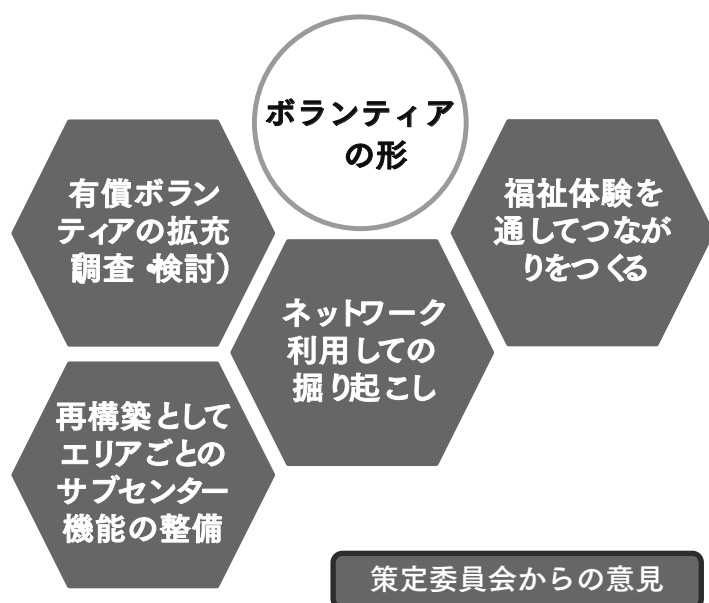 ボランティア
の形
有償ボラン
ティアの拡充
(調査・検討)
福祉体験を
通してつなが
りをつくる
ネットワーク
利用しての
掘り起こし
再構築として
エリアごとの
サブセンター
機能の整備
策定委員会からの意見